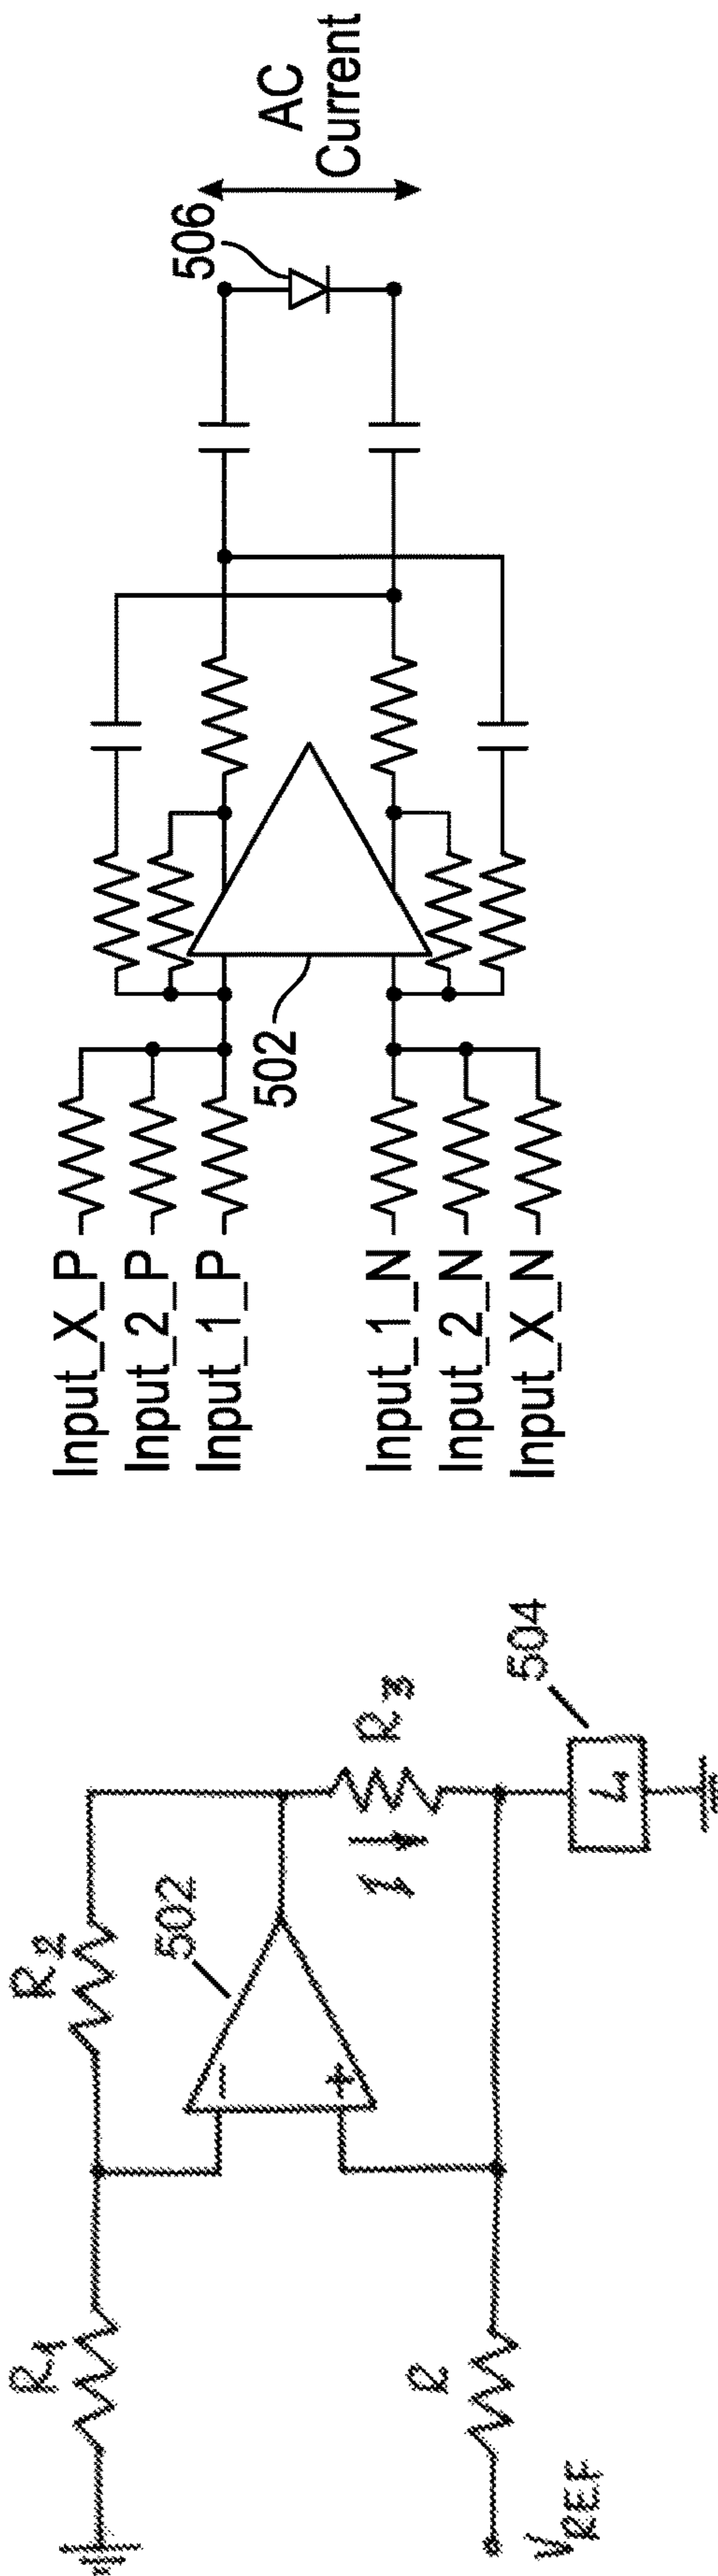 AC
Current
506
502
Input_X_P
Input_2_P
Input_1_P
Input_1_N
Input_2_N
Input_X_N
R1
R2
502
R3
I
R
VREF
L
504